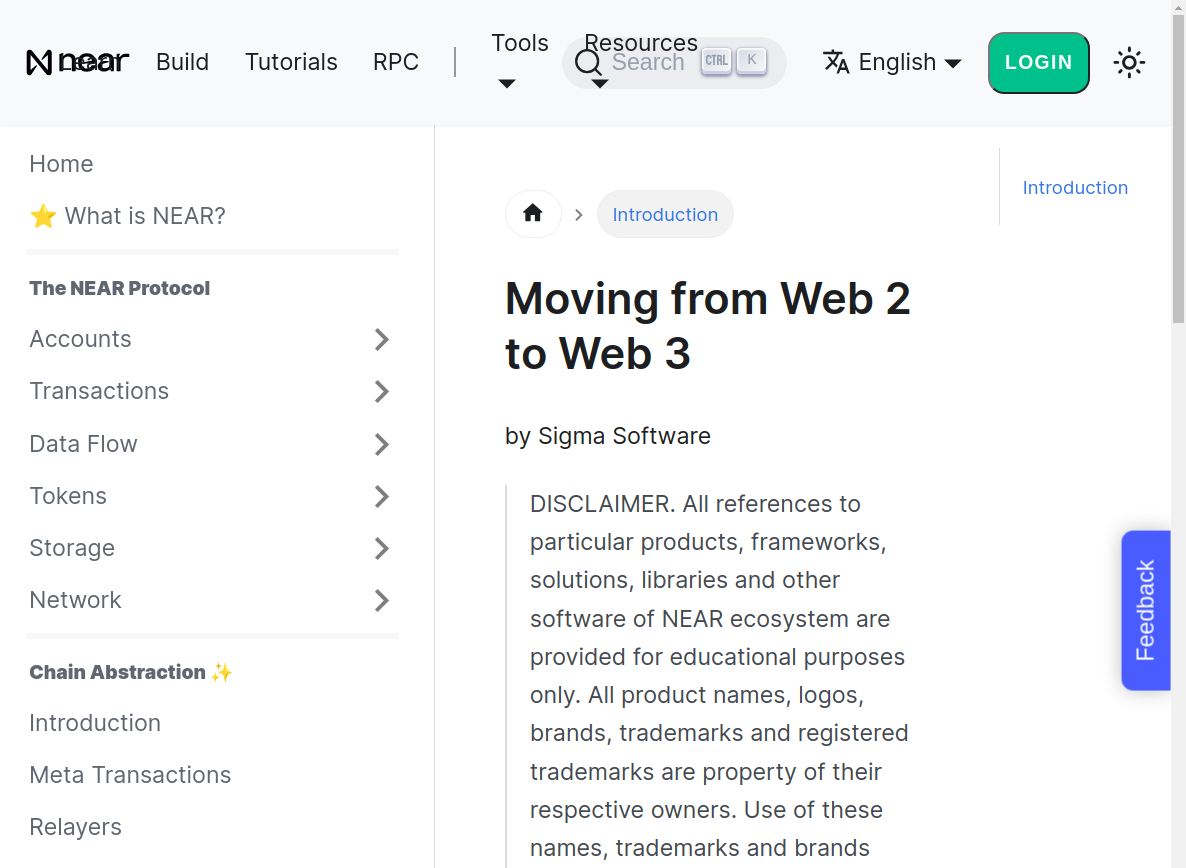 near Learn Build Tutorials RPC Tools Resources Search CTRL K English LOGIN
Home
⭐ What is NEAR?
The NEAR Protocol
Accounts
Transactions
Data Flow
Tokens
Storage
Network
Chain Abstraction ✨
Introduction
Meta Transactions
Relayers
Introduction
Moving from Web 2
to Web 3
by Sigma Software
DISCLAIMER. All references to
particular products, frameworks,
solutions, libraries and other
software of NEAR ecosystem are
provided for educational purposes
only. All product names, logos,
brands, trademarks and registered
trademarks are property of their
respective owners. Use of these
names, trademarks and brands
Introduction
Feedback